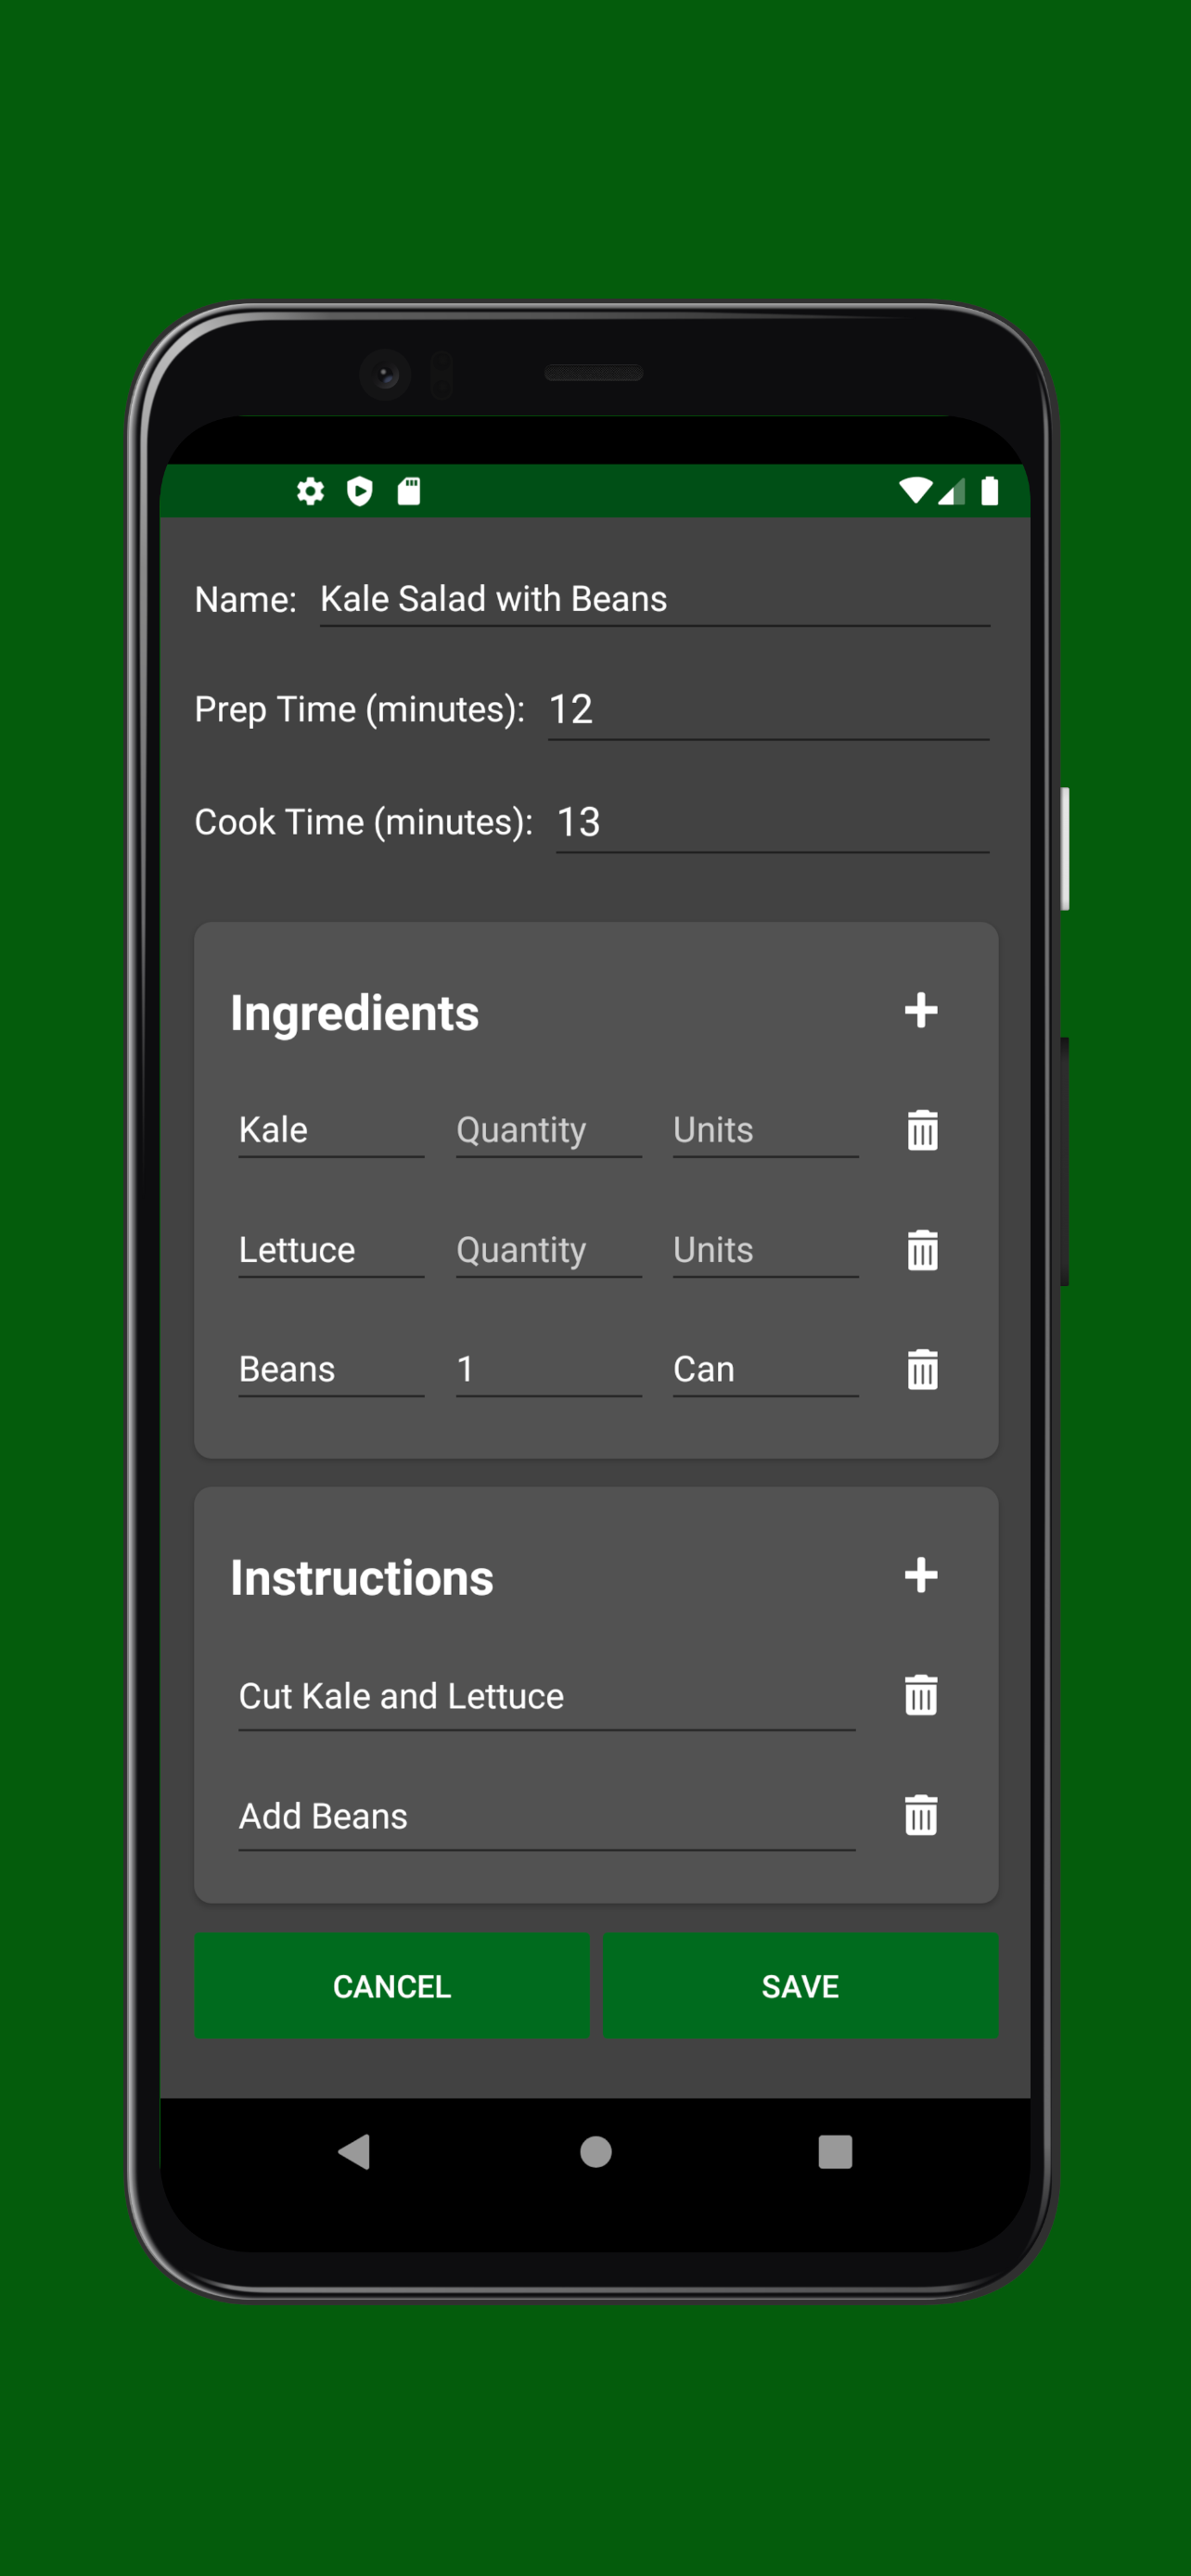 Name: Kale Salad with Beans
Prep Time (minutes): 12
Cook Time (minutes): 13
Ingredients
Kale Quantity Units
Lettuce Quantity Units
Beans 1 Can
Instructions
Cut Kale and Lettuce
Add Beans
CANCEL SAVE